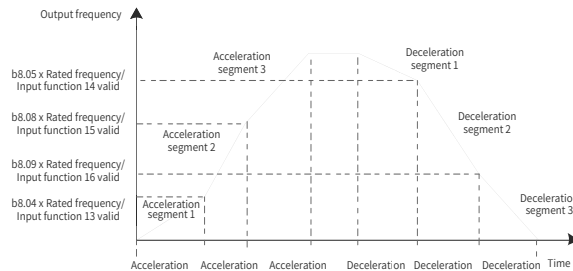 Output frequency
b8.05 x Rated frequency/
Input function 14 valid
b8.08 x Rated frequency/
Input function 15 valid
b8.09 x Rated frequency/
Input function 16 valid
b8.04 x Rated frequency/
Input function 13 valid
Acceleration
segment 3
Acceleration
segment 2
Acceleration
segment 1
Deceleration
segment 1
Deceleration
segment 2
Deceleratio
segment 3
Acceleration Acceleration Acceleration Deceleration Deceleration Deceleration Time